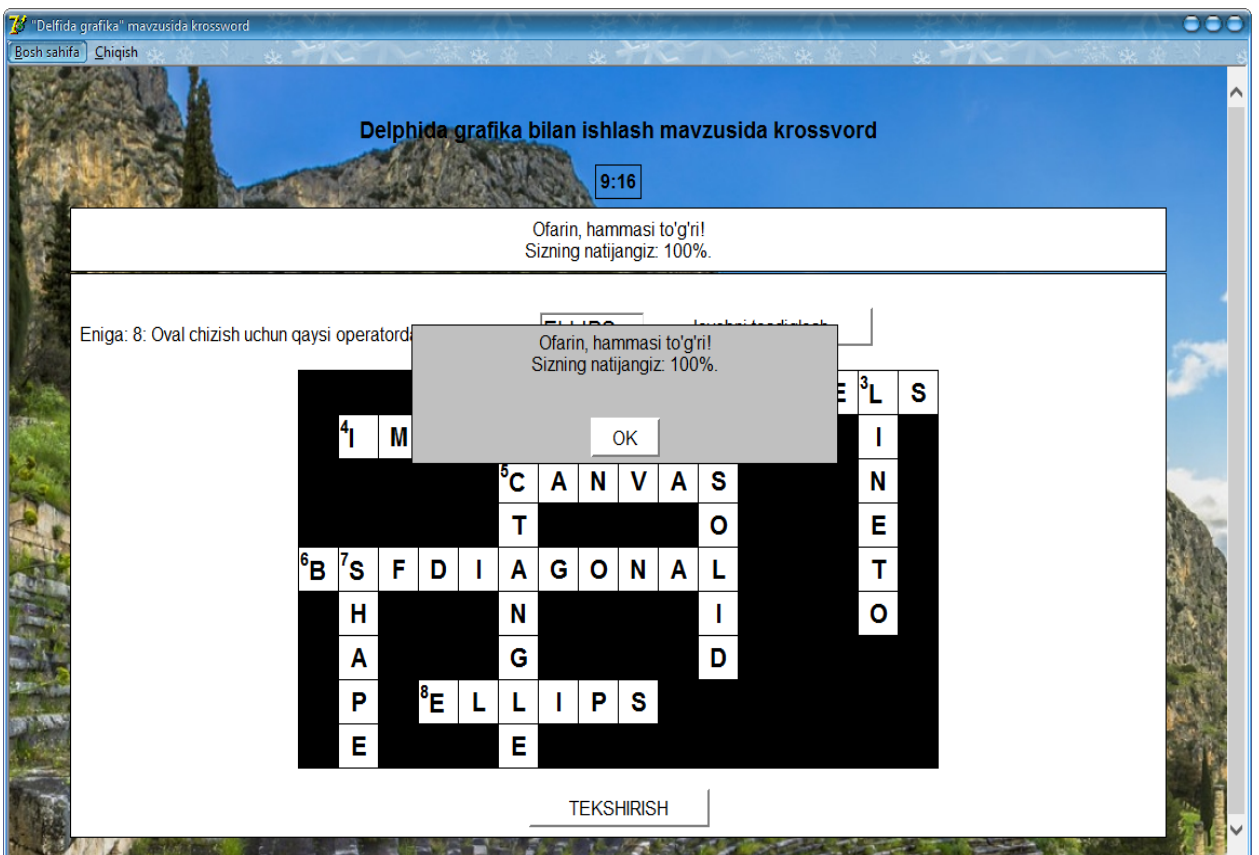 "Delfida grafika" mavzusida krossword
Bosh sahifa Chiqish
Delphida grafika bilan ishlash mavzusida krossvord
9:16
Ofarin, hammasi to'g'ri!
Sizning natijangiz: 100%.
Eniga: 8: Oval chizish uchun qaysi
Ofarin, hammasi to'g'ri!
Sizning natijangiz: 100%.
OK
E 3L S
4I M I
5C A N V A S N
T O E
6B 7S F D I A G O N A L T
H N I O
A G D
P 8E L L I P S
E E
TEKSHIRISH